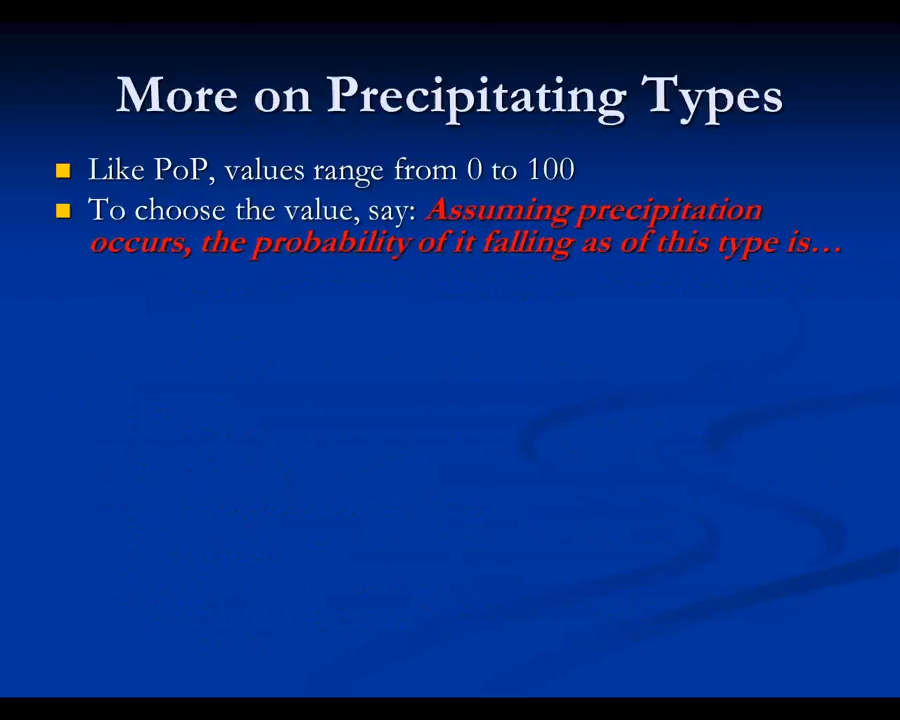 More on Precipitating Types
Like PoP, values range from 0 to 100
To choose the value, say: Assuming precipitation
occurs, the probability of it falling as of this type is…